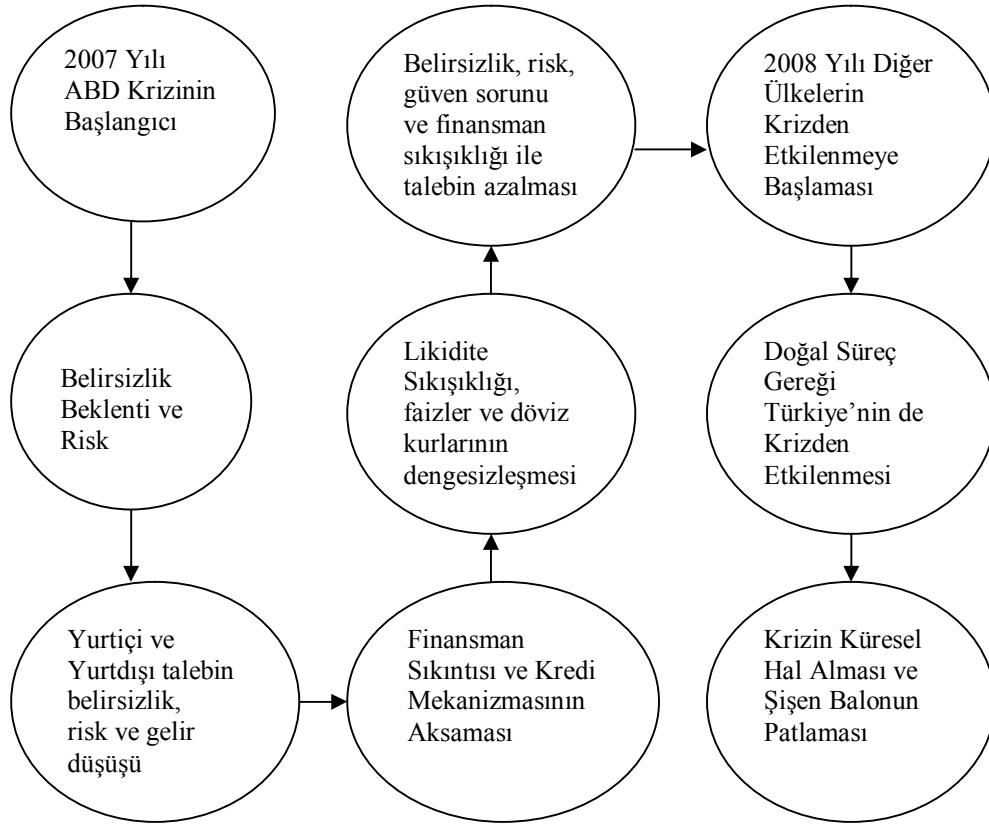 2007 Yılı
ABD Krizinin
Başlangıcı
Belirsizlik
Beklenti ve
Risk
Yurtiçi ve
Yurtdışı talebin
belirsizlik,
risk ve gelir
düşüşü
Finansman
Sıkıntısı ve Kredi
Mekanizmasının
Aksaması
Likidite
Sıkışıklığı,
faizler ve döviz
kurlarının
dengesizleşmesi
Belirsizlik, risk,
güven sorunu
ve finansman
sıkışıklığı ile
talebin azalması
2008 Yılı Diğer
Ülkelerin
Krizden
Etkilenmeye
Başlaması
Doğal Süreç
Gereği
Türkiye’nin de
Krizden
Etkilenmesi
Krizin Küresel
Hal Alması ve
Şişen Balonun
Patlaması